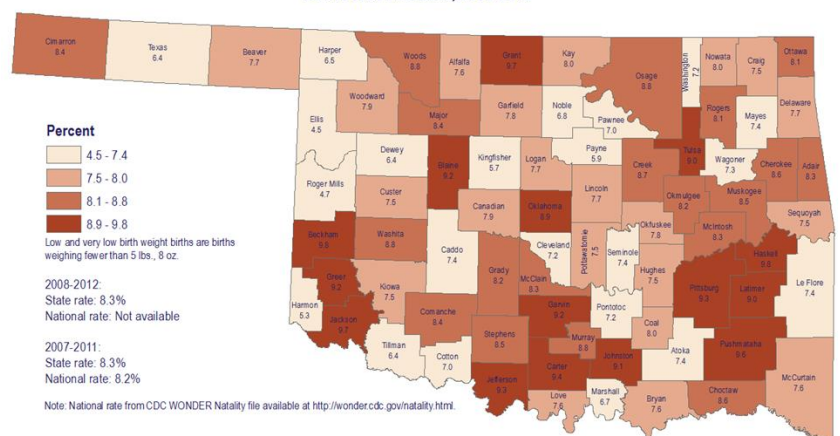 Cimarron
8.4
Texas
6.4
Beaver
7.7
Harper
6.5
Woods
8.8
Alfalfa
7.6
Grant
9.7
Kay
8.0
Osage
8.8
Washington
7.2
Nowata
8.0
Craig
7.5
Ottawa
8.1
Woodward
7.9
Ellis
4.5
Major
8.4
Garfield
7.8
Noble
6.8
Pawnee
7.0
Rogers
8.1
Mayes
7.4
Delaware
7.7
Percent
4.5 - 7.4
7.5 - 8.0
8.1 - 8.8
8.9 - 9.8
Low and very low birth weight births are births
weighing fewer than 5 lbs., 8 oz.
Dewey
6.4
Blaine
9.2
Kingfisher
5.7
Logan
7.7
Payne
5.9
Creek
8.7
Tulsa
9.0
Wagoner
7.3
Cherokee
8.6
Adair
8.3
Roger Mills
4.7
Custer
7.5
Canadian
7.9
Oklahoma
8.9
Lincoln
7.7
Okmulgee
8.2
Muskogee
8.5
Sequoyah
7.5
Beckham
Washita
8.8
Caddo
7.4
Grady
8.2
McClain
8.3
Cleveland
7.2
Pottawatomie
7.5
Seminole
7.4
Okfuskee
7.8
McIntosh
8.3
Hughes
7.5
Haskell
Le Flore
7.4
2008-2012:
State rate: 8.3%
National rate: Not available
Greer
9.2
Kiowa
7.5
Harmon
5.3
Jackson
9.7
Comanche
8.4
Garvin
9.2
Pontotoc
7.2
Pittsburg
9.3
Latimer
9.0
Coal
8.0
2007-2011:
State rate: 8.3%
National rate: 8.2%
Tillman
6.4
Cotton
7.0
Stephens
8.5
Murray
8.8
Johnston
9.1
Atoka
7.4
Pushmataha
9.6
Jefferson
9.3
Carter
9.4
Love
7.6
Marshall
6.7
Bryan
7.6
Choctaw
8.6
McCurtain
7.6
Note: National rate from CDC WONDER Natality file available at http://wonder.cdc.gov/natality.html.